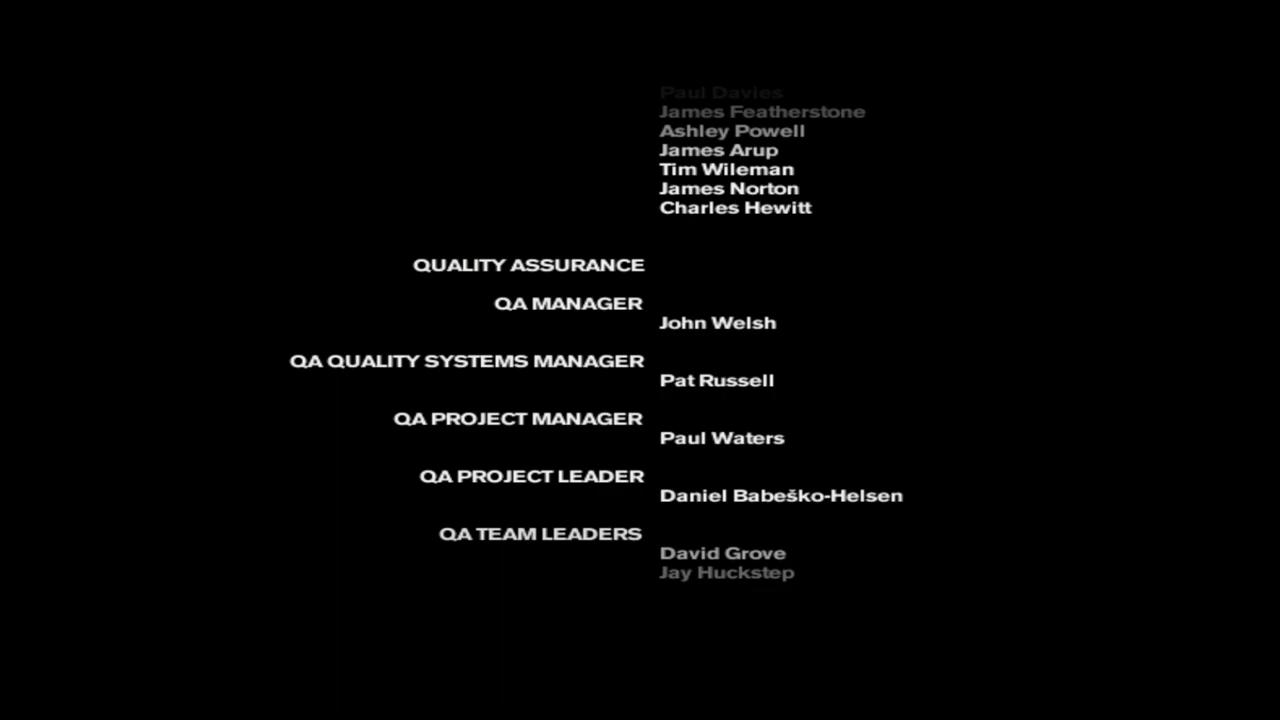 Paul Davies
James Featherstone
Ashley Powell
James Arup
Tim Wileman
James Norton
Charles Hewitt
QUALITY ASSURANCE
QA MANAGER
John Welsh
QA QUALITY SYSTEMS MANAGER
Pat Russell
QA PROJECT MANAGER
Paul Waters
QA PROJECT LEADER
Daniel Babeško-Helsen
QA TEAM LEADERS
David Grove
Jay Huckstep